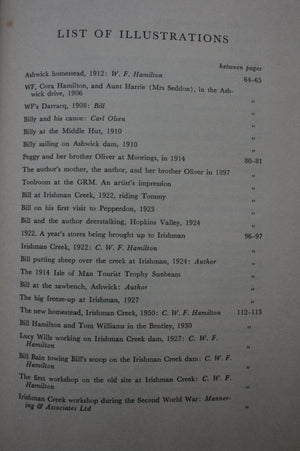 LIST OF ILLUSTRATIONS
between pages
Ashwick homestead, 1912: W. F. Hamilton 64–65
WF, Cora Hamilton, and Aunt Harrie (Mrs Seddon), in the Ash-
wick drive, 1906 "
WF's Darracq, 1908: Bill "
Billy and his canoe: Carl Olsen "
Billy at the Middle Hut, 1910 "
Billy sailing on Ashwick dam, 1910 "
Peggy and her brother Oliver at Moorings, in 1914 80–81
The author's mother, the author, and her brother Oliver in 1897 "
Toolroom at the GRM. An artist's impression "
Bill at Irishman Creek, 1922, riding Tommy "
Bill on his first visit to Pepperdon, 1923 "
Bill and the author deerstalking, Hopkins Valley, 1924 "
1922. A year's stores being brought up to Irishman 96–97
Irishman Creek, 1922: C. W. F. Hamilton "
Bill putting sheep over the creek at Irishman, 1924: Author "
The 1914 Isle of Man Tourist Trophy Sunbeam "
Bill at the sawbench, Ashwick: Author "
The big freeze-up at Irishman, 1927 "
The new homestead, Irishman Creek, 1950: C. W. F. Hamilton 112–113
Bill Hamilton and Tom Williams in the Bentley, 1930 "
Lucy Wills working on Irishman Creek dam, 1927: C. W. F.
Hamilton "
Bill Bain towing Bill's scoop on the Irishman Creek dam: C. W. F.
Hamilton "
The first workshop on the old site at Irishman Creek: C. W. F.
Hamilton "
Irishman Creek workshop during the Second World War: Manner-
ing & Associates Ltd "